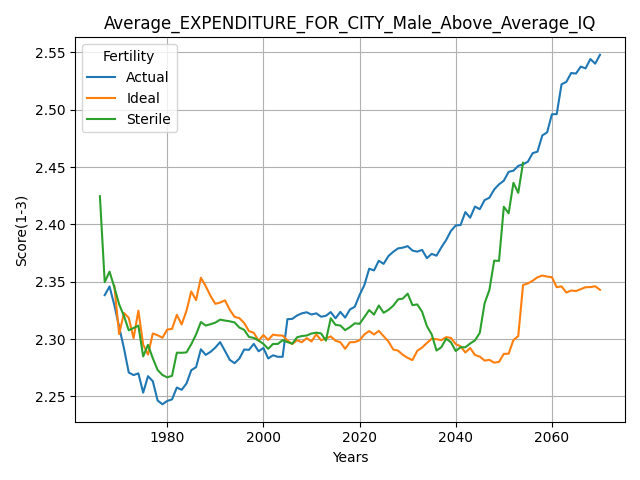 Average_EXPENDITURE_FOR_CITY_Male_Above_Average_IQ
Fertility
Actual
Ideal
Sterile
Score(1-3)
2.55
2.50
2.45
2.40
2.35
2.30
2.25
1980 2000 2020 2040 2060
Years